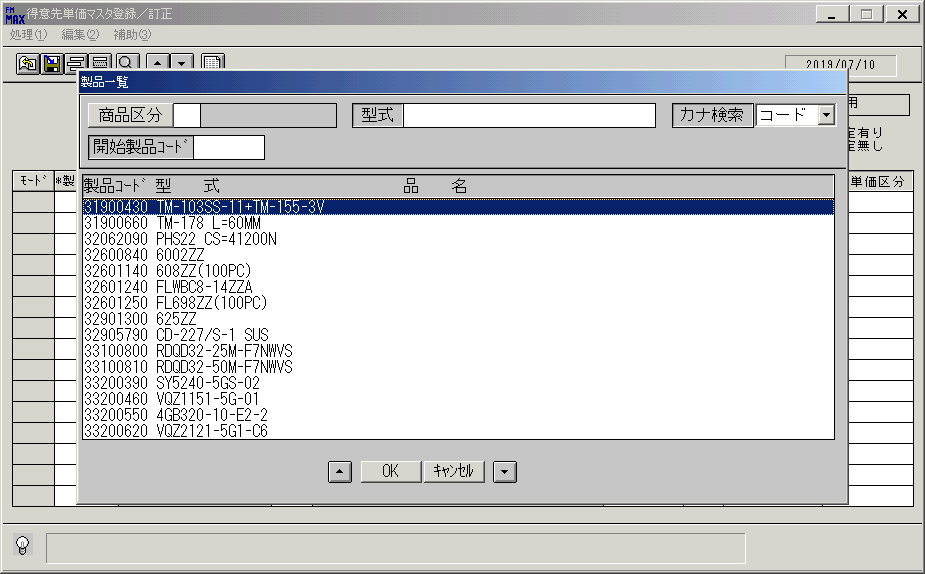 FM MAX 得意先単価マスタ登録／訂正
処理(1) 編集(2) 補助(3)
2019/07/10
製品一覧
商品区分 型式 カナ検索 コード
用
開始製品ｺｰﾄﾞ
定有り
定無し
ﾓｰﾄﾞ *製
単価区分
製品ｺｰﾄﾞ 型 式 品 名
31900430 TM-103SS-11+TM-155-3V
31900660 TM-178 L=60MM
32062090 PHS22 CS=41200N
32600840 6002ZZ
32601140 608ZZ(100PC)
32601240 FLWBC8-14ZZA
32601250 FL698ZZ(100PC)
32901300 625ZZ
32905790 CD-227/S-1 SUS
33100800 RDQD32-25M-F7NWVS
33100810 RDQD32-50M-F7NWVS
33200390 SY5240-5GS-02
33200460 VQZ1151-5G-01
33200550 4GB320-10-E2-2
33200620 VQZ2121-5G1-C6
OK ｷｬﾝｾﾙ